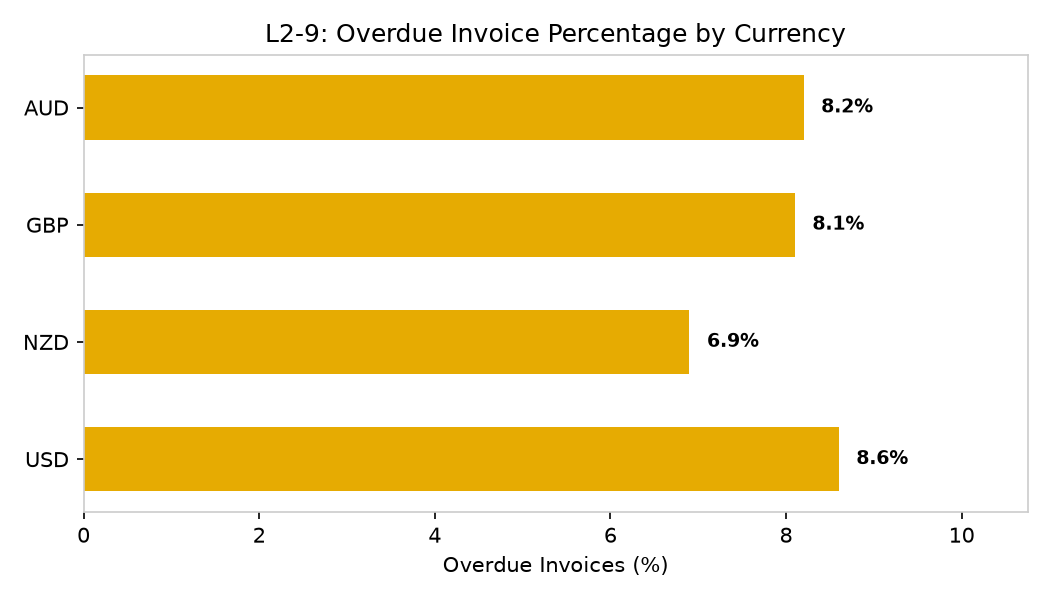 L2-9: Overdue Invoice Percentage by Currency
AUD
8.2%
GBP
8.1%
NZD
6.9%
USD
8.6%
0 2 4 6 8 10
Overdue Invoices (%)